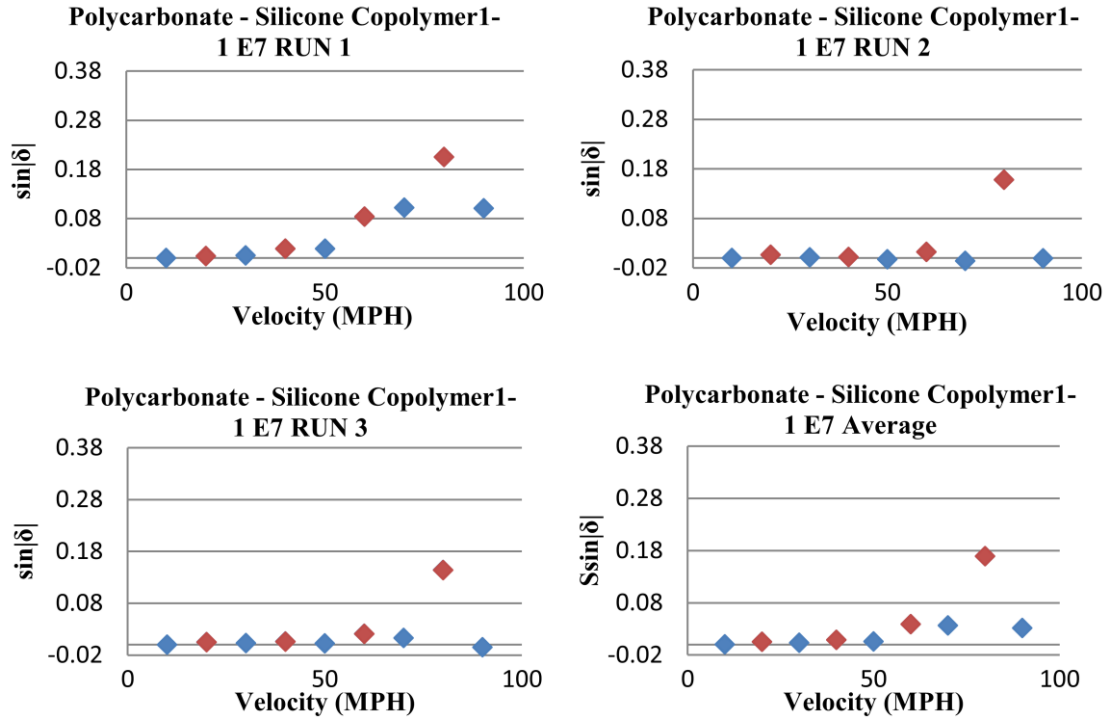 Polycarbonate - Silicone Copolymer1-
1 E7 RUN 1
0.38
0.28
0.18
0.08
-0.02
sin|δ|
0
50
100
Velocity (MPH)
Polycarbonate - Silicone Copolymer1-
1 E7 RUN 2
0.38
0.28
0.18
0.08
-0.02
sin|δ|
0
50
100
Velocity (MPH)
Polycarbonate - Silicone Copolymer1-
1 E7 RUN 3
0.38
0.28
0.18
0.08
-0.02
sin|δ|
0
50
100
Velocity (MPH)
Polycarbonate - Silicone Copolymer1-
1 E7 Average
0.38
0.28
0.18
0.08
-0.02
Ssin|δ|
0
50
100
Velocity (MPH)